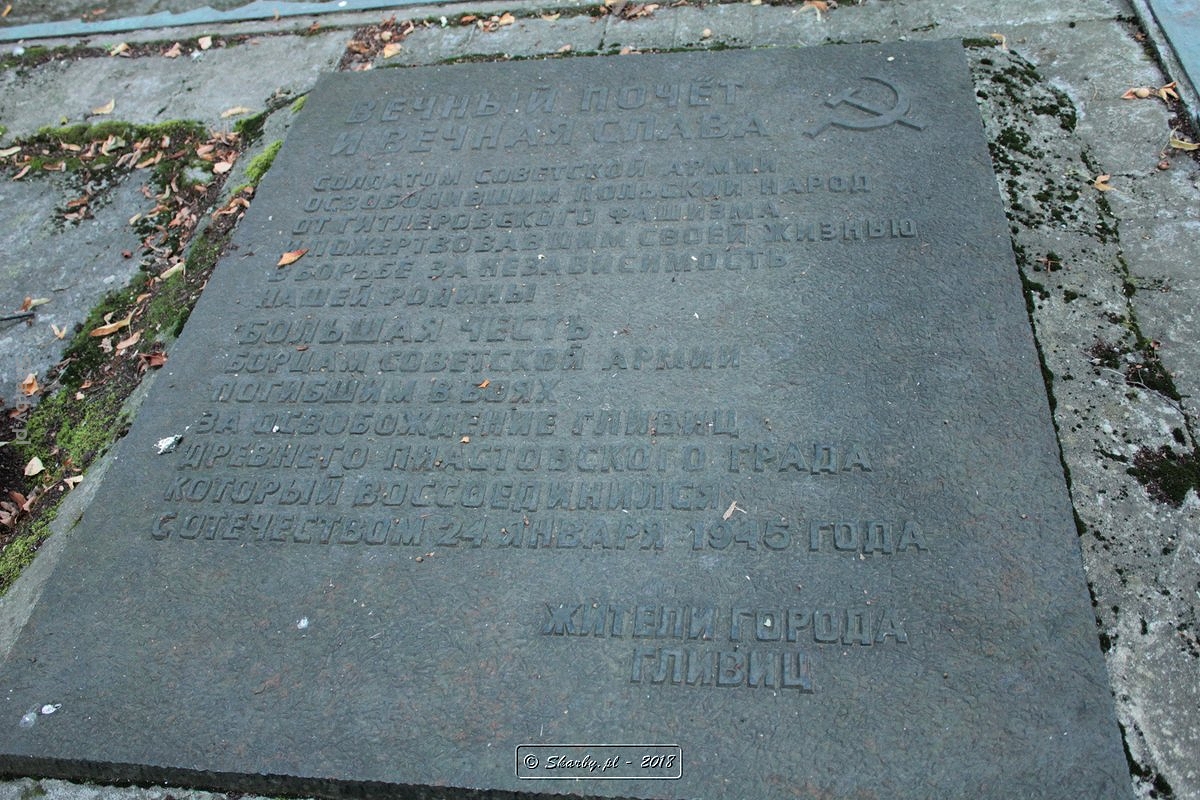 ВЕЧНЫЙ ПОЧЁТ
И ВЕЧНАЯ СЛАВА
СОЛДАТОМ СОВЕТСКОЙ АРМИИ
ОСВОБОДИВШИМ ПОЛЬСКИЙ НАРОД
ОТ ГИТЛЕРОВСКОГО ФАШИЗМА
И ПОЖЕРТВОВАВШИМ СВОЕЙ ЖИЗНЬЮ
В БОРЬБЕ ЗА НЕЗАВИСИМОСТЬ
НАШЕЙ РОДИНЫ
БОЛЬШАЯ ЧЕСТЬ
БОРЦАМ СОВЕТСКОЙ АРМИИ
ПОГИБШИМ В БОЯХ
ЗА ОСВОБОЖДЕНИЕ ГЛИВИЦ
ДРЕВНЕГО ПИАСТОВСКОГО ГРАДА
КОТОРЫЙ ВОССОЕДИНИЛСЯ
С ОТЕЧЕСТВОМ 24 ЯНВАРЯ 1945 ГОДА
ЖИТЕЛИ ГОРОДА
ГЛИВИЦ
© Skarby.pl - 2018